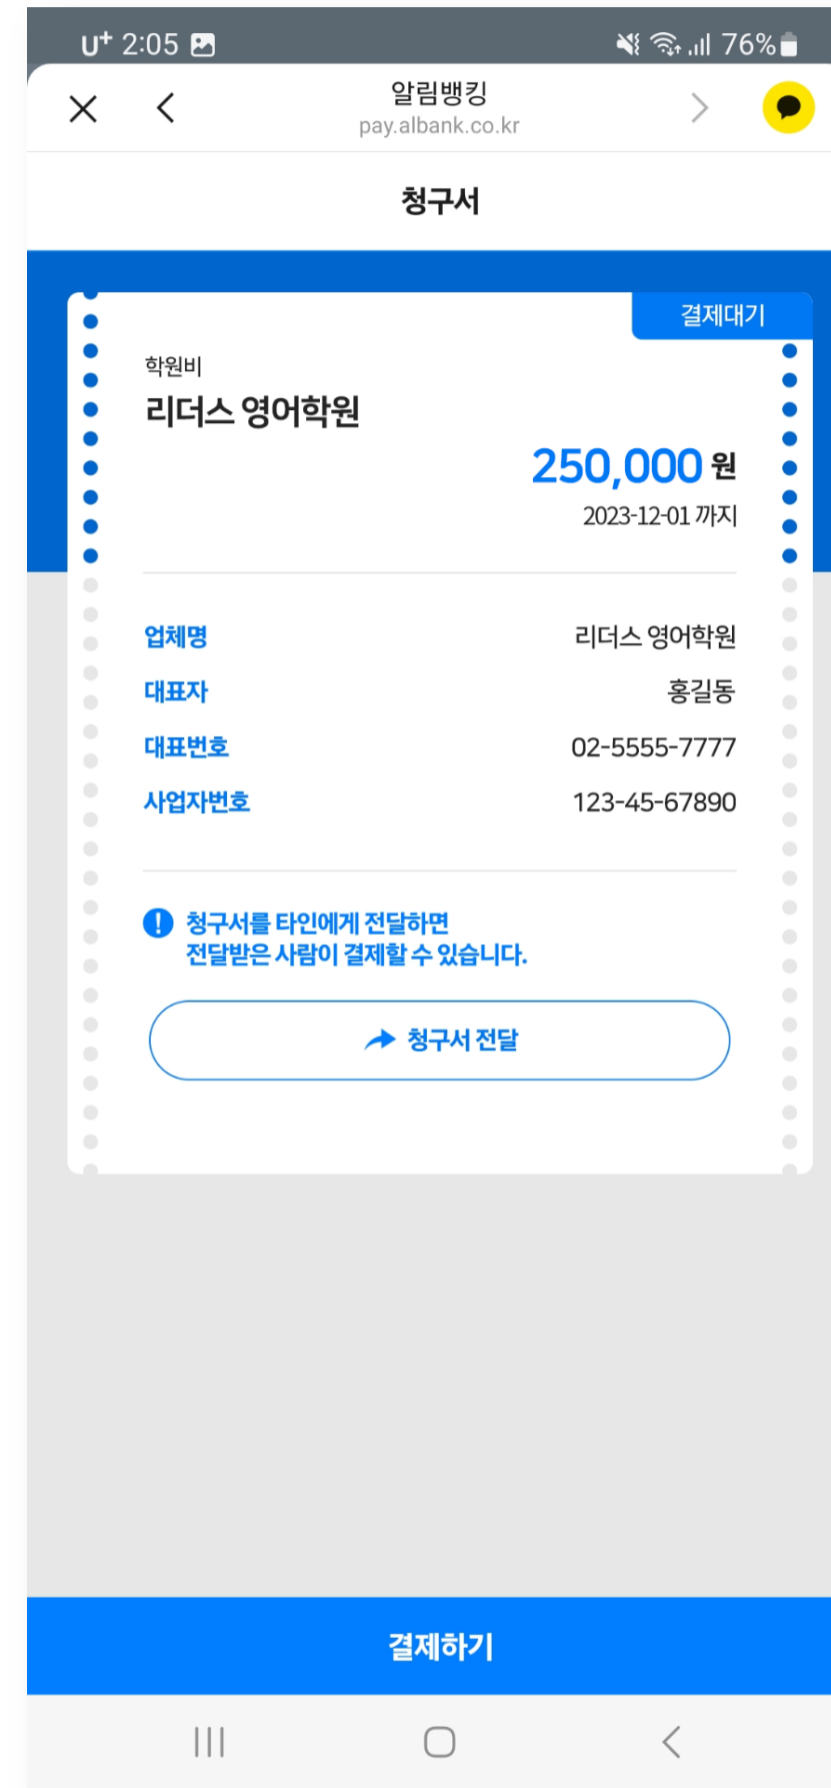 U+ 2:05 76%
알림뱅킹
pay.albank.co.kr
청구서
결제대기
학원비
리더스 영어학원
250,000 원
2023-12-01 까지
업체명 리더스 영어학원
대표자 홍길동
대표번호 02-5555-7777
사업자번호 123-45-67890
청구서를 타인에게 전달하면
전달받은 사람이 결제할 수 있습니다.
청구서 전달
결제하기